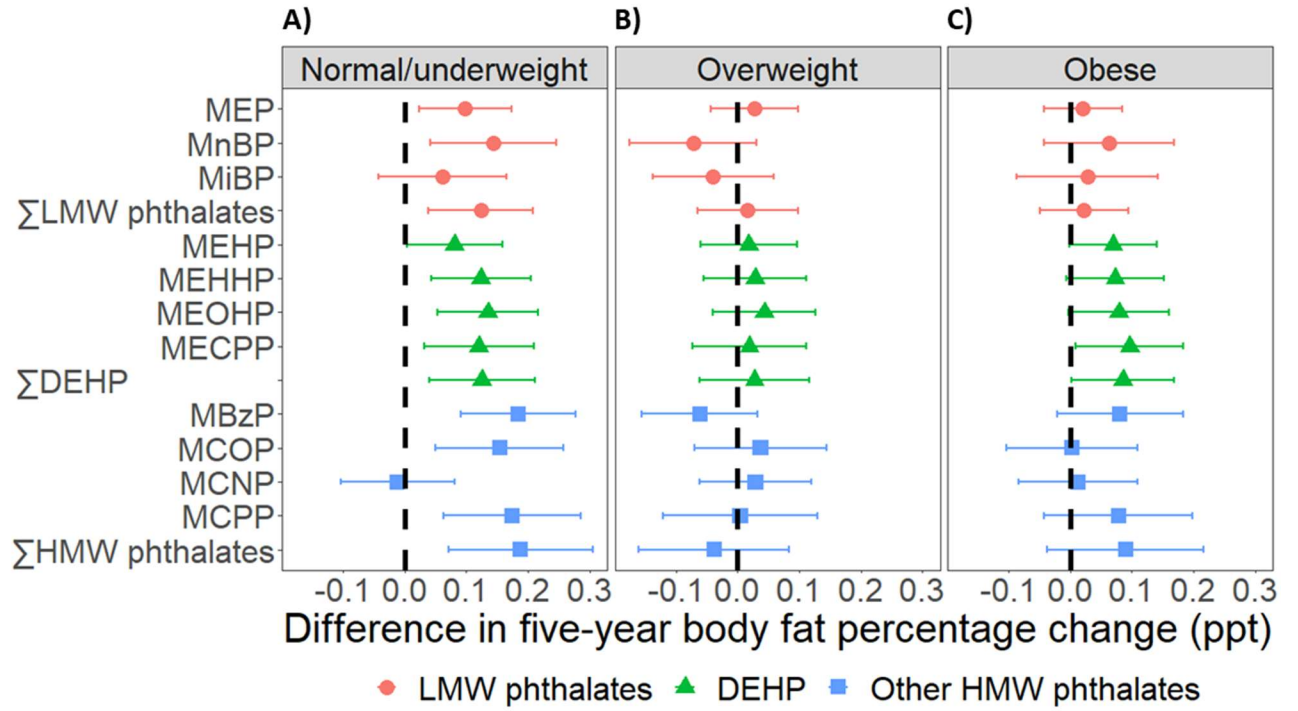 A) B) C)
Normal/underweight Overweight Obese
MEP
MnBP
MiBP
∑LMW phthalates
MEHP
MEHHP
MEOHP
MECPP
∑DEHP
MBzP
MCOP
MCNP
MCPP
∑HMW phthalates
-0.1 0.0 0.1 0.2 0.3 -0.1 0.0 0.1 0.2 0.3 -0.1 0.0 0.1 0.2 0.3
Difference in five-year body fat percentage change (ppt)
LMW phthalates DEHP Other HMW phthalates